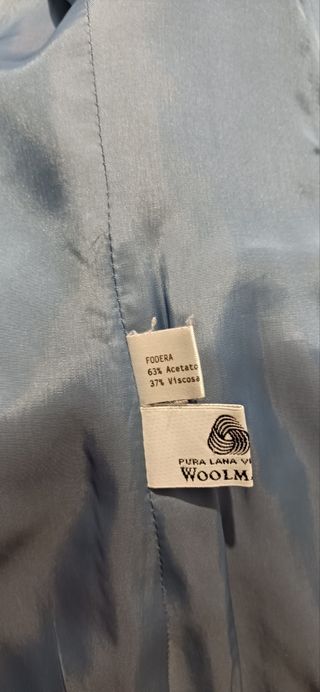 FODERA
63% Acetato
37% Viscosa
PURA LANA
WOOLM